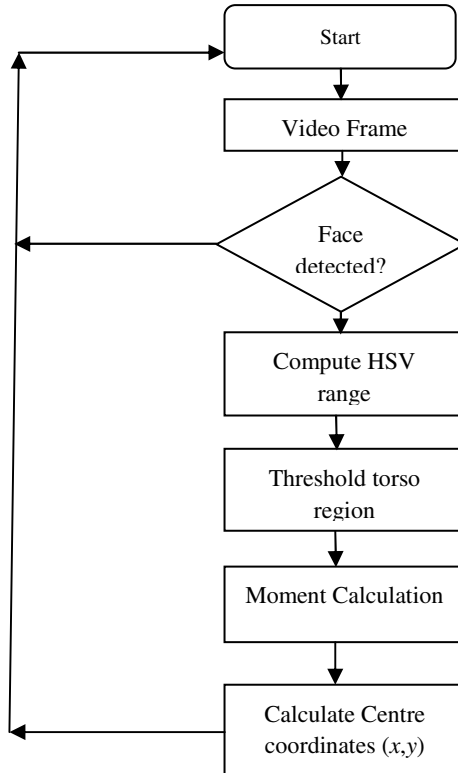 Start
Video Frame
Face
detected?
Compute HSV
range
Threshold torso
region
Moment Calculation
Calculate Centre
coordinates (x,y)